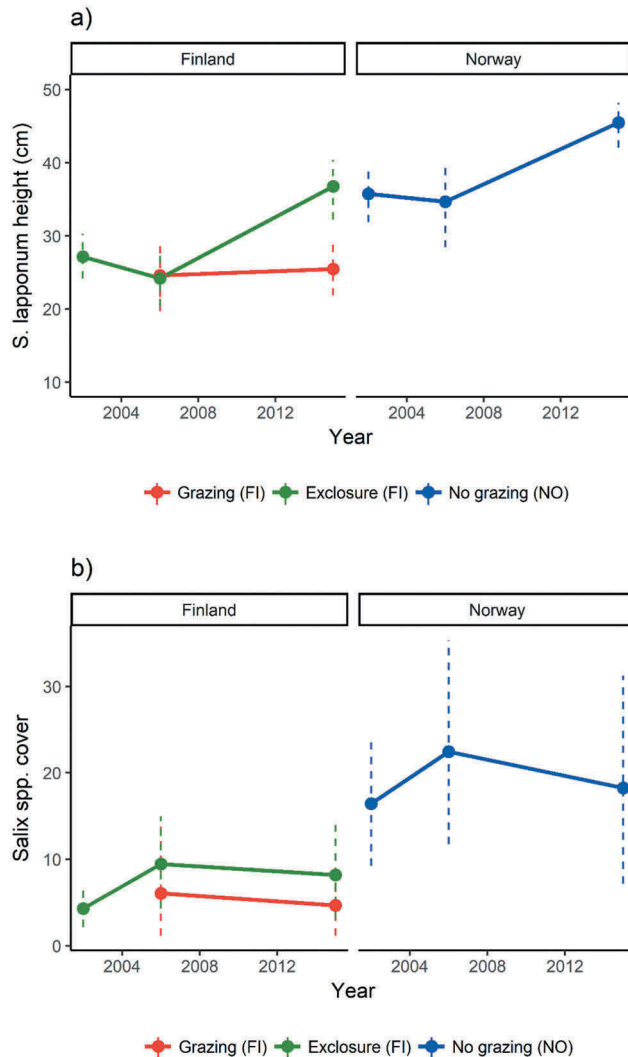 a)
Finland Norway
50
40
30
20
10
S. lapponum height (cm)
2004 2008 2012 2004 2008 2012
Year Year
Grazing (FI) Exclosure (FI) No grazing (NO)
b)
Finland Norway
30
20
10
0
Salix spp. cover
2004 2008 2012 2004 2008 2012
Year Year
Grazing (FI) Exclosure (FI) No grazing (NO)